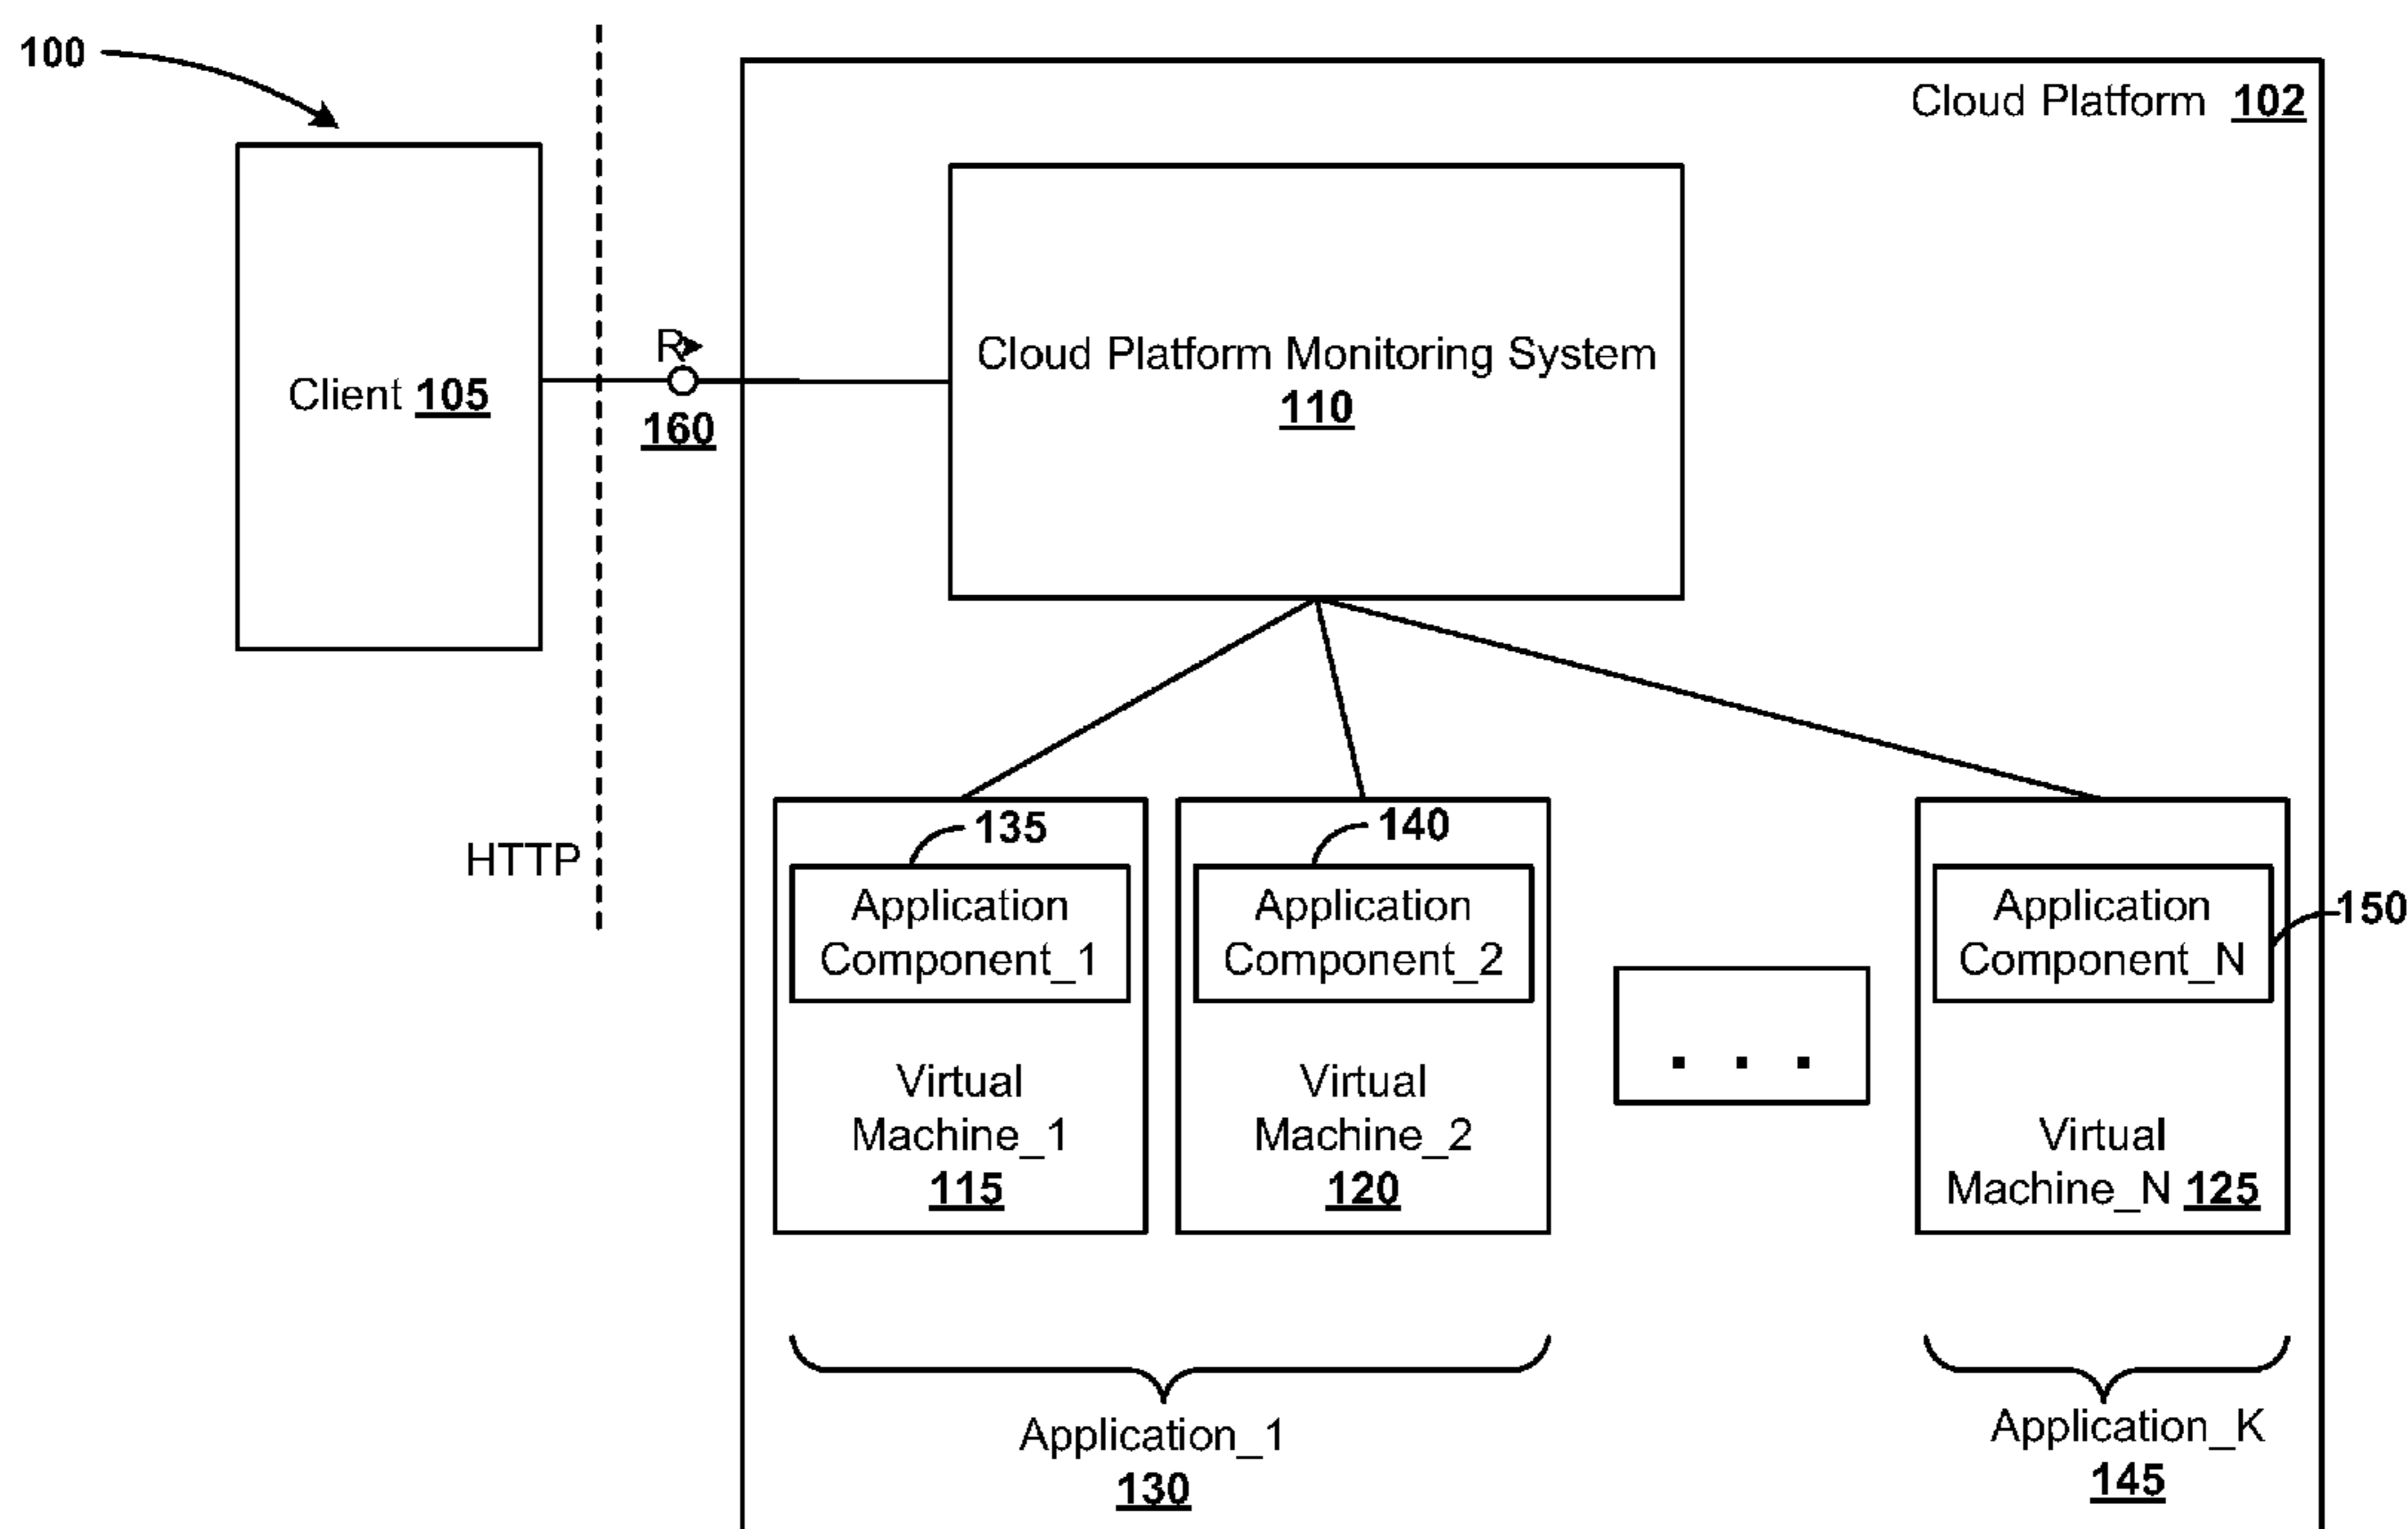 100
Cloud Platform 102
Client 105
R
160
Cloud Platform Monitoring System
110
HTTP
135
140
150
Application
Component_1
Application
Component_2
Application
Component_N
. . .
Virtual
Machine_1
115
Virtual
Machine_2
120
Virtual
Machine_N 125
Application_1
130
Application_K
145